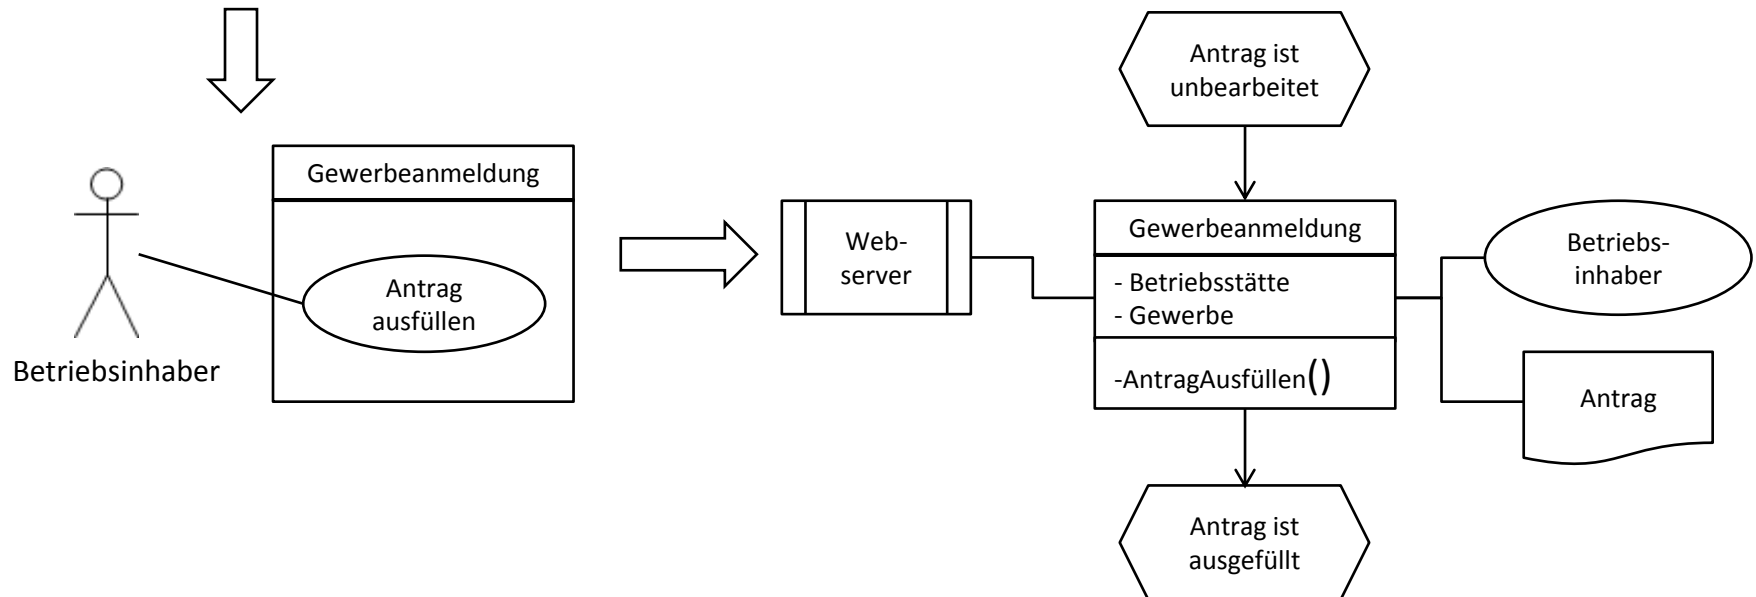 Gewerbeanmeldung
Antrag
ausfüllen
Betriebsinhaber
Antrag ist
unbearbeitet
Web-
server
Gewerbeanmeldung
- Betriebsstätte
- Gewerbe
-AntragAusfüllen()
Betriebs-
inhaber
Antrag
Antrag ist
ausgefüllt